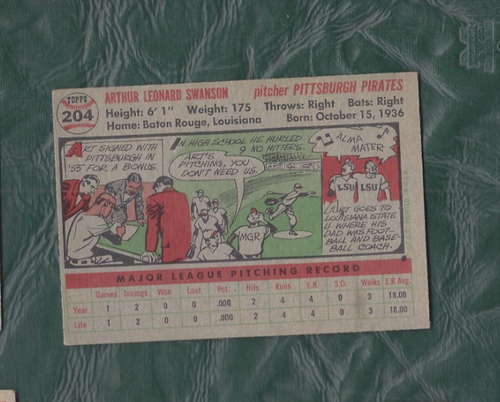 TOPPS
204
ARTHUR LEONARD SWANSON pitcher PITTSBURGH PIRATES
Height: 6' 1" Weight: 175 Throws: Right Bats: Right
Home: Baton Rouge, Louisiana Born: October 15, 1936
ART SIGNED WITH
PITTSBURGH IN
'55 FOR A BONUS.
IN HIGH SCHOOL HE HURLED
9 NO HITTERS.
ART'S
PITCHING, YOU
DON'T NEED US.
MGR
ALMA
MATER
LSU LSU
ART GOES TO
LOUISIANA STATE
U. WHERE HIS
DAD WAS FOOT-
BALL AND BASE-
BALL COACH.
MAJOR LEAGUE PITCHING RECORD
Games Innings Won Lost Pct. Hits Runs E.R. S.O. Walks E.R Avg.
Year 1 2 0 0 .000 2 4 4 0 3 18.00
Life 1 2 0 0 .000 2 4 4 0 3 18.00